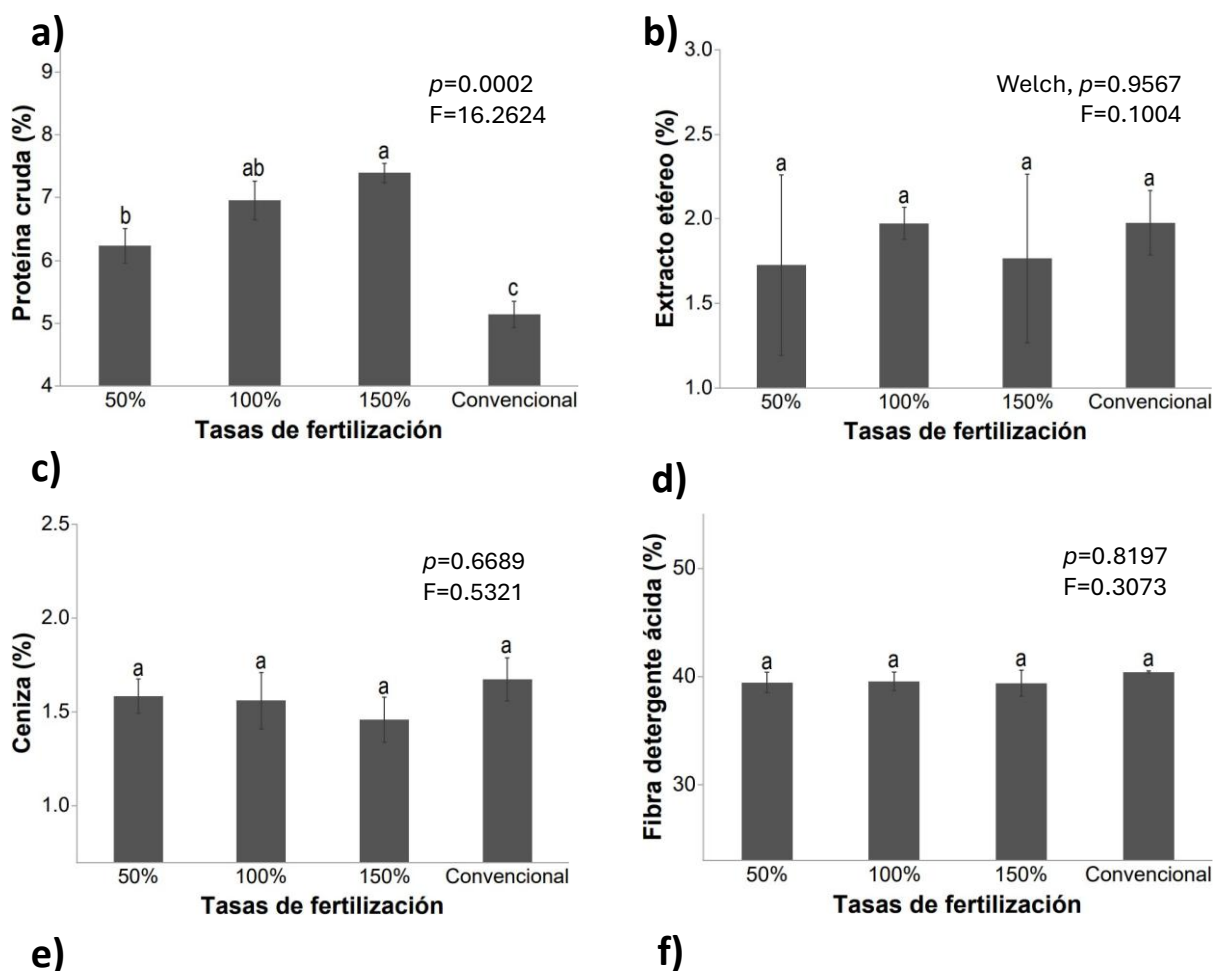 a)
Proteína cruda (%)
9
8
7
6
5
4
p=0.0002
F=16.2624
b
ab
a
c
50% 100% 150% Convencional
Tasas de fertilización
b)
Extracto etéreo (%)
3.0
2.5
2.0
1.5
1.0
Welch, p=0.9567
F=0.1004
a
a
a
a
50% 100% 150% Convencional
Tasas de fertilización
c)
Ceniza (%)
2.5
2.0
1.5
1.0
p=0.6689
F=0.5321
a
a
a
a
50% 100% 150% Convencional
Tasas de fertilización
d)
Fibra detergente ácida (%)
50
40
30
p=0.8197
F=0.3073
a
a
a
a
50% 100% 150% Convencional
Tasas de fertilización
e)
f)